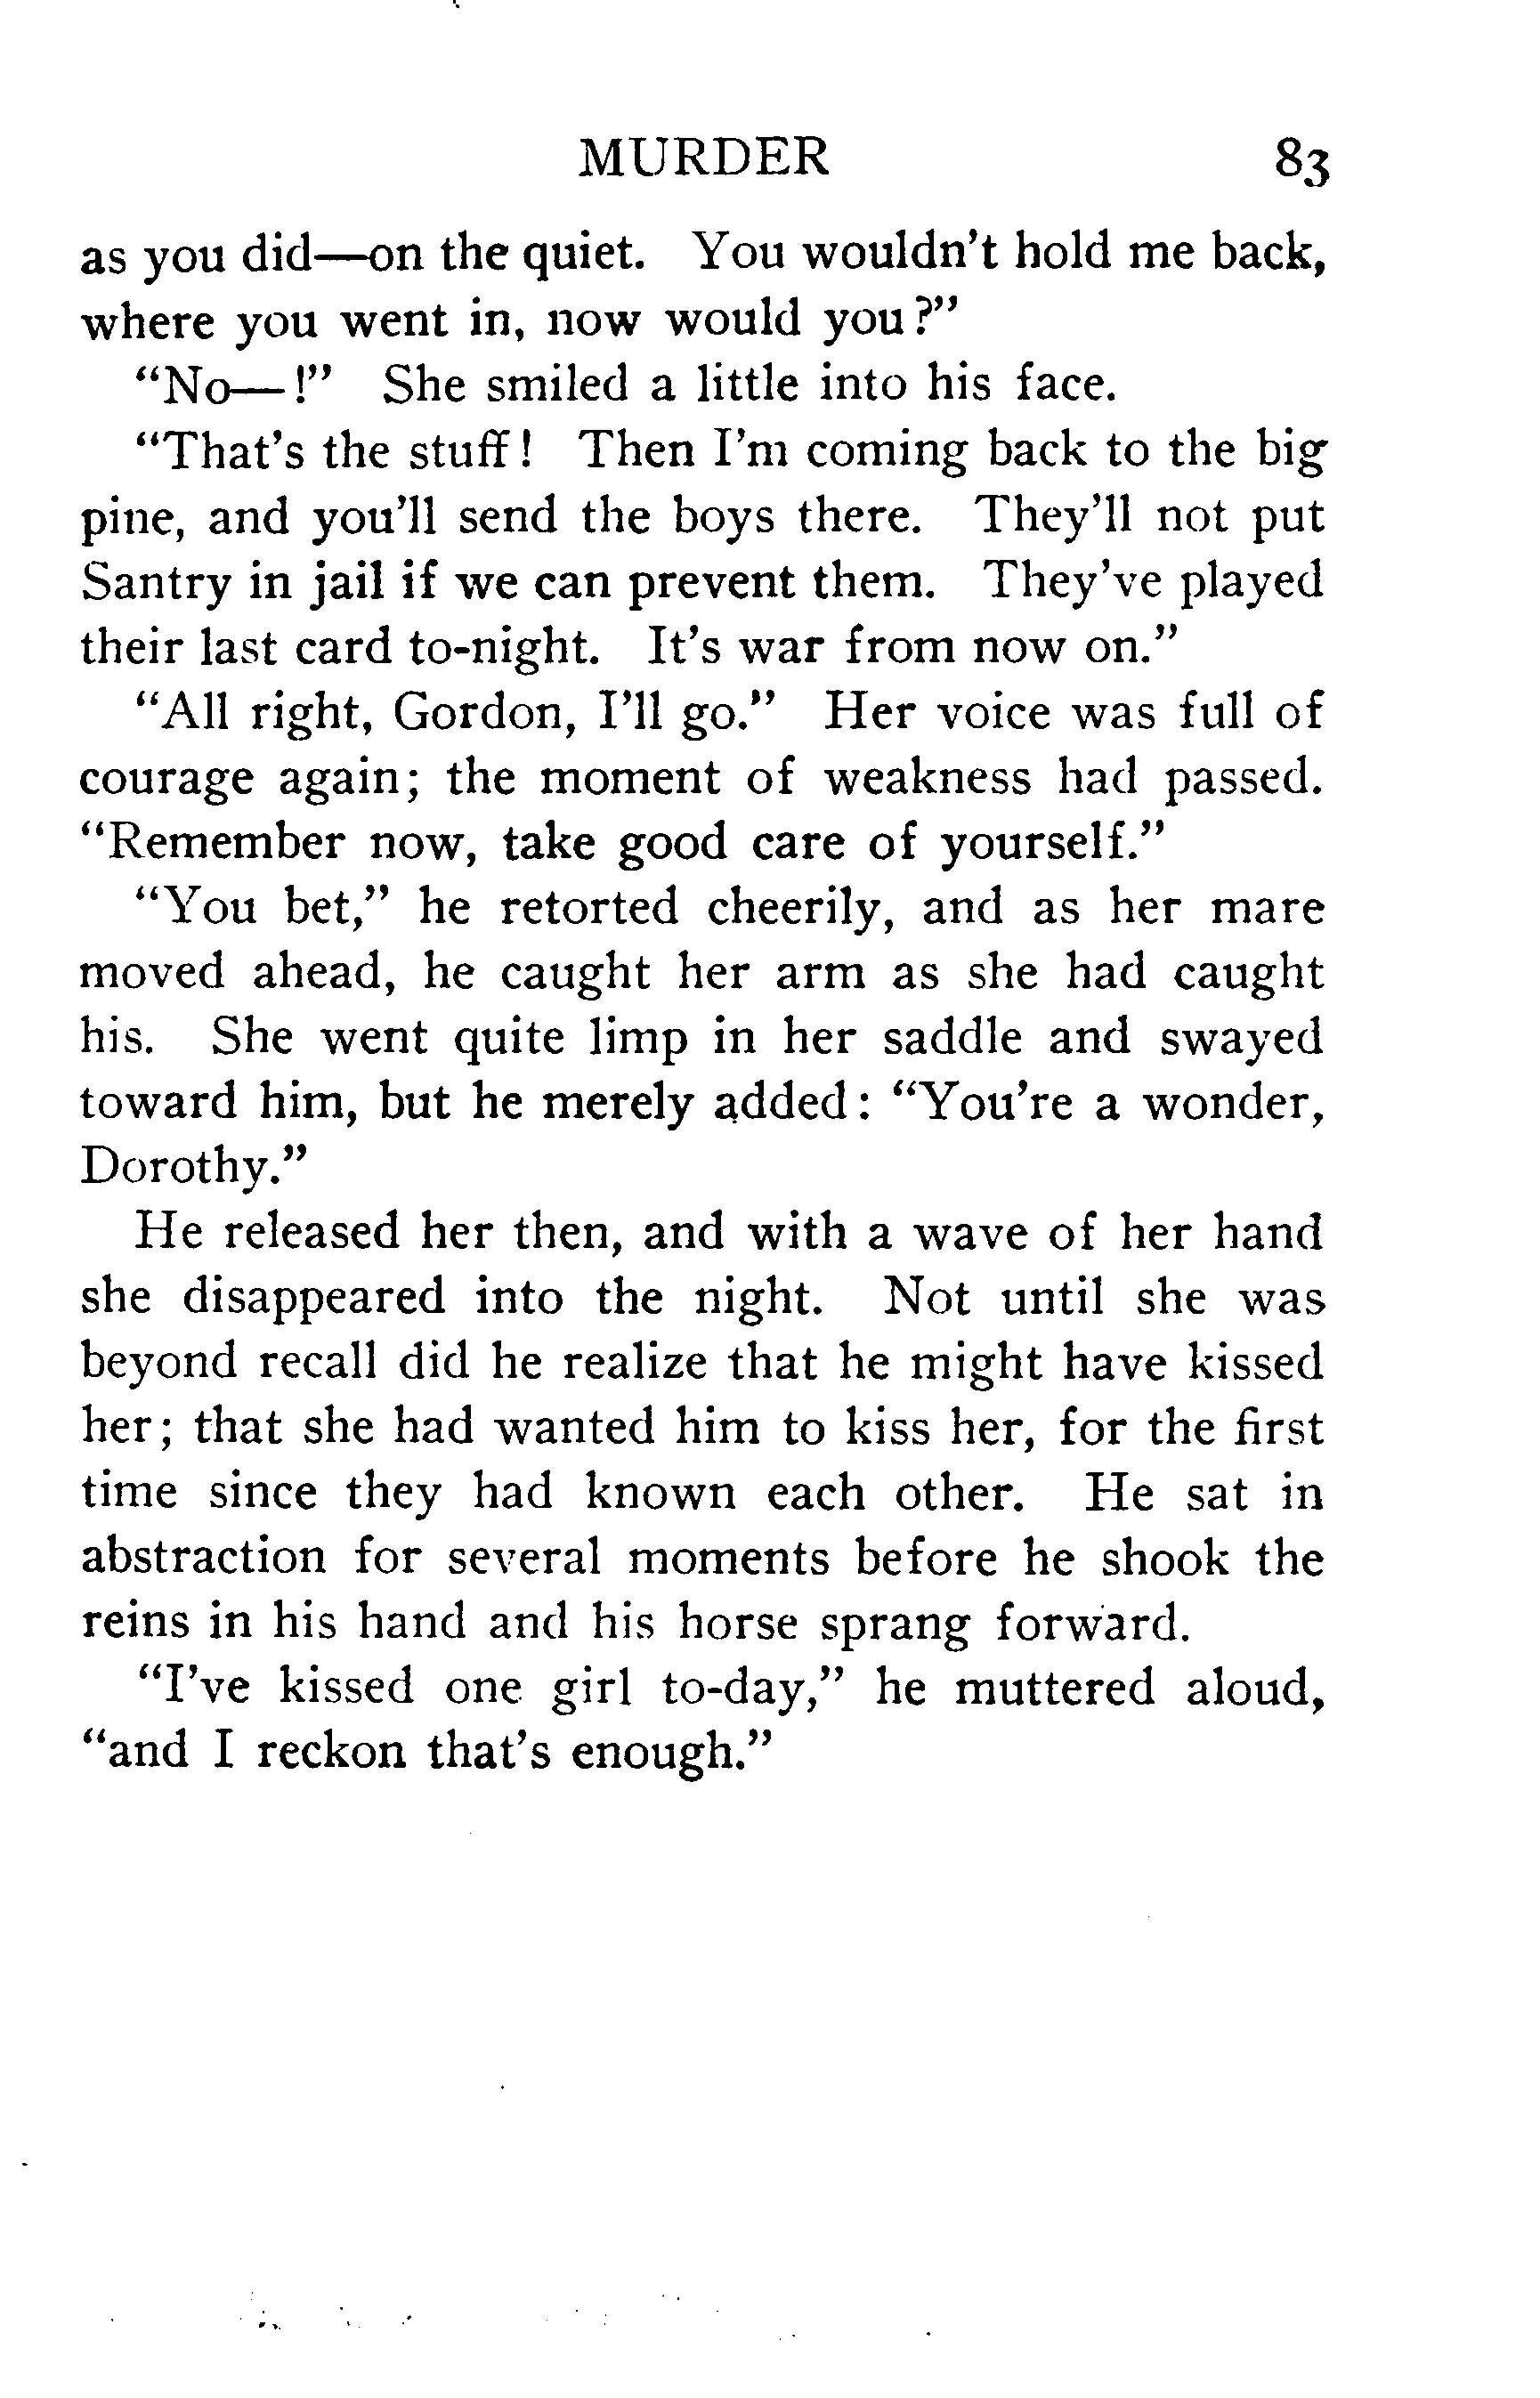 MURDER 83
as you did—on the quiet. You wouldn't hold me back,
where you went in, now would you?"
"No—!" She smiled a little into his face.
"That's the stuff! Then I'm coming back to the big
pine, and you'll send the boys there. They'll not put
Santry in jail if we can prevent them. They've played
their last card to-night. It's war from now on."
"All right, Gordon, I'll go." Her voice was full of
courage again; the moment of weakness had passed.
"Remember now, take good care of yourself."
"You bet," he retorted cheerily, and as her mare
moved ahead, he caught her arm as she had caught
his. She went quite limp in her saddle and swayed
toward him, but he merely added: "You're a wonder,
Dorothy."
He released her then, and with a wave of her hand
she disappeared into the night. Not until she was
beyond recall did he realize that he might have kissed
her; that she had wanted him to kiss her, for the first
time since they had known each other. He sat in
abstraction for several moments before he shook the
reins in his hand and his horse sprang forward.
"I've kissed one girl to-day," he muttered aloud,
"and I reckon that's enough."